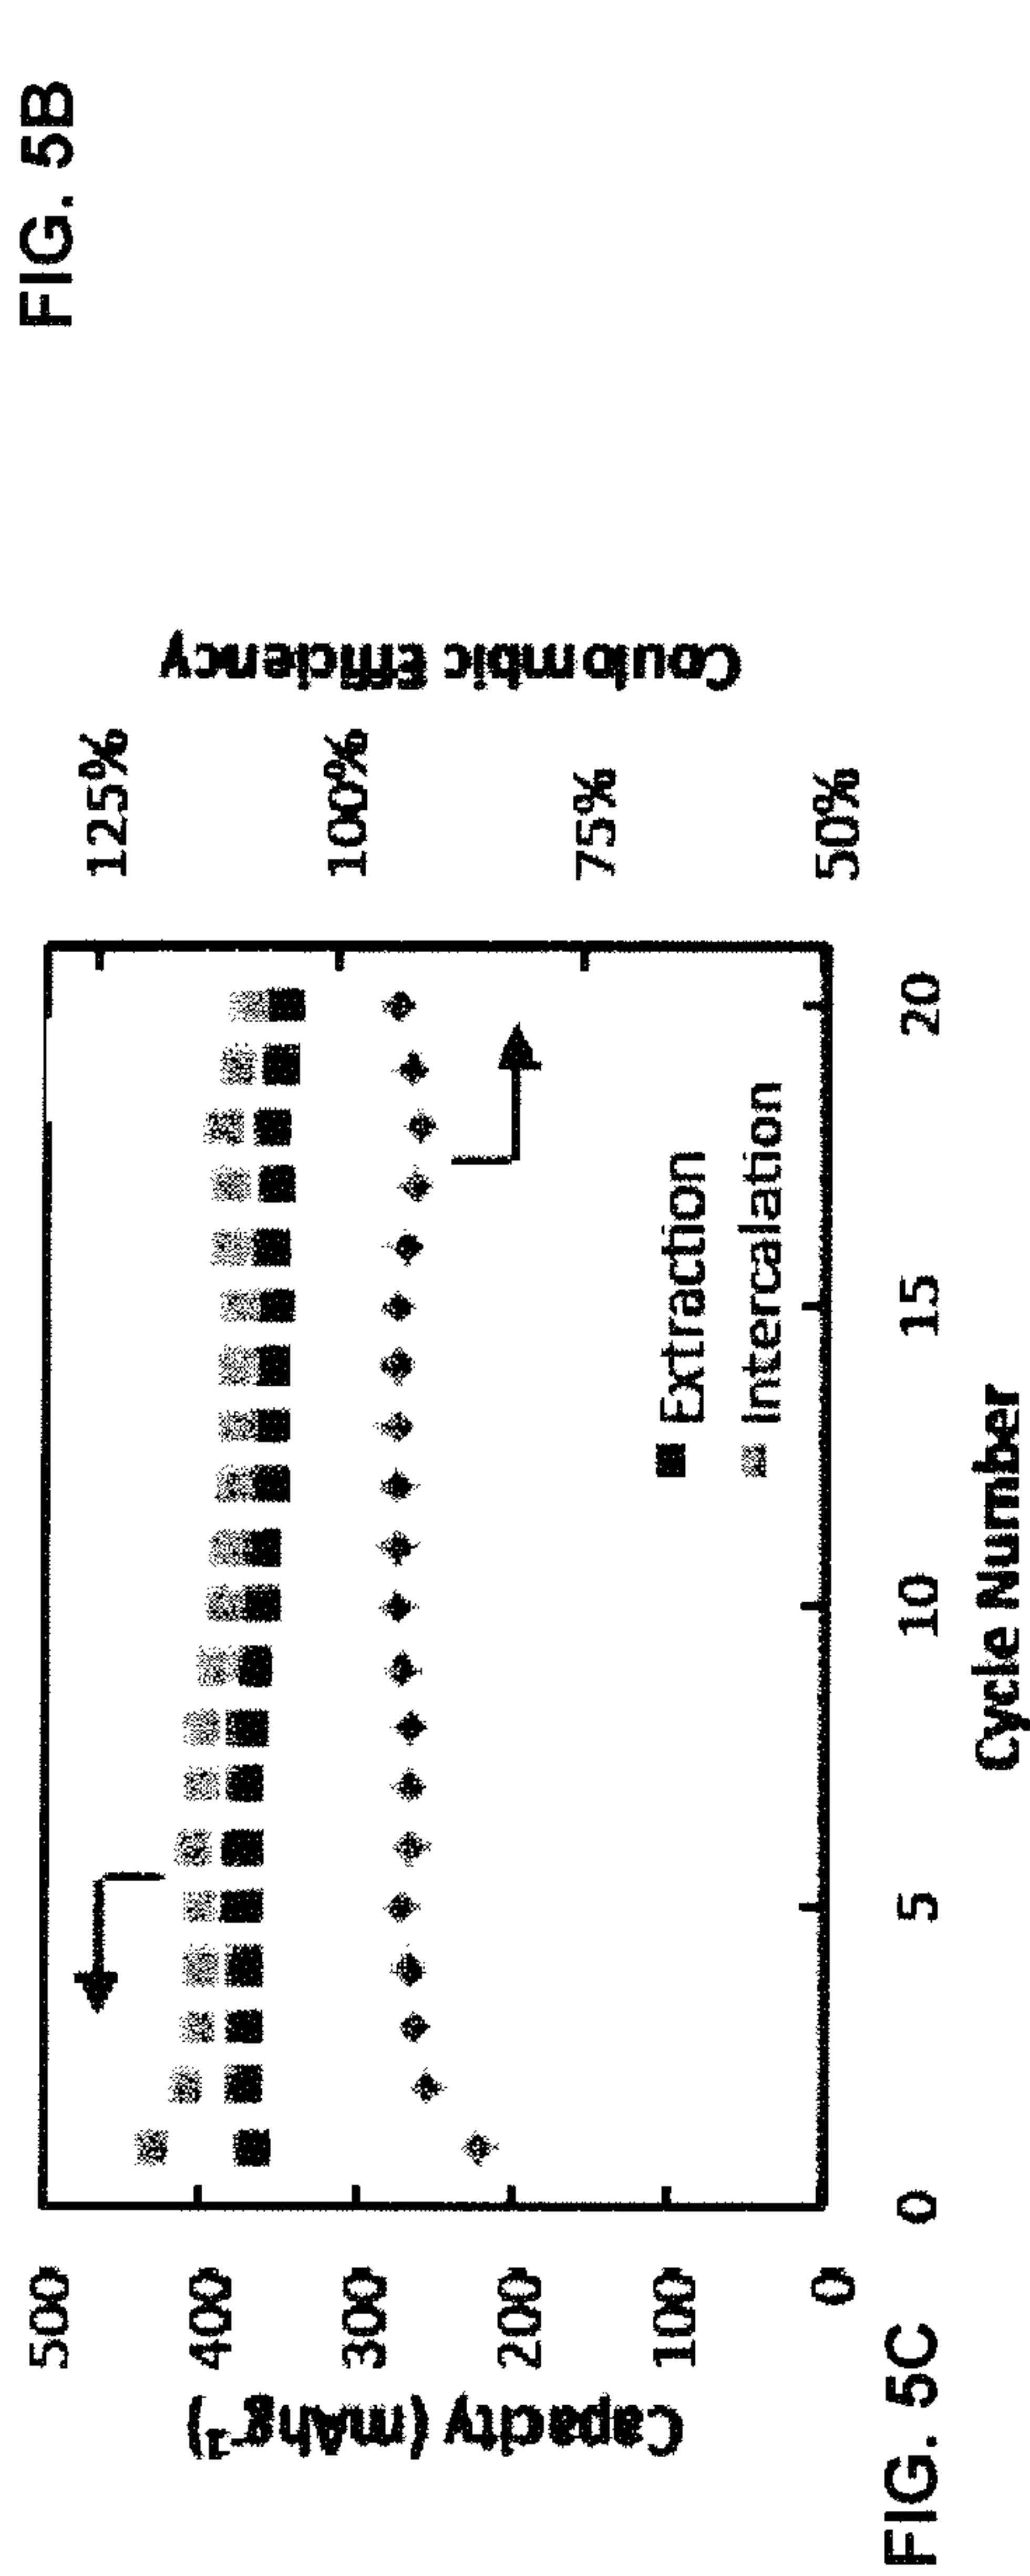 FIG. 5B
Capacity (mAhg-1)
500
400
300
200
100
0
Coulombic Efficiency
125%
100%
75%
50%
Extraction
Intercalation
0
5
10
15
20
Cycle Number
FIG. 5C